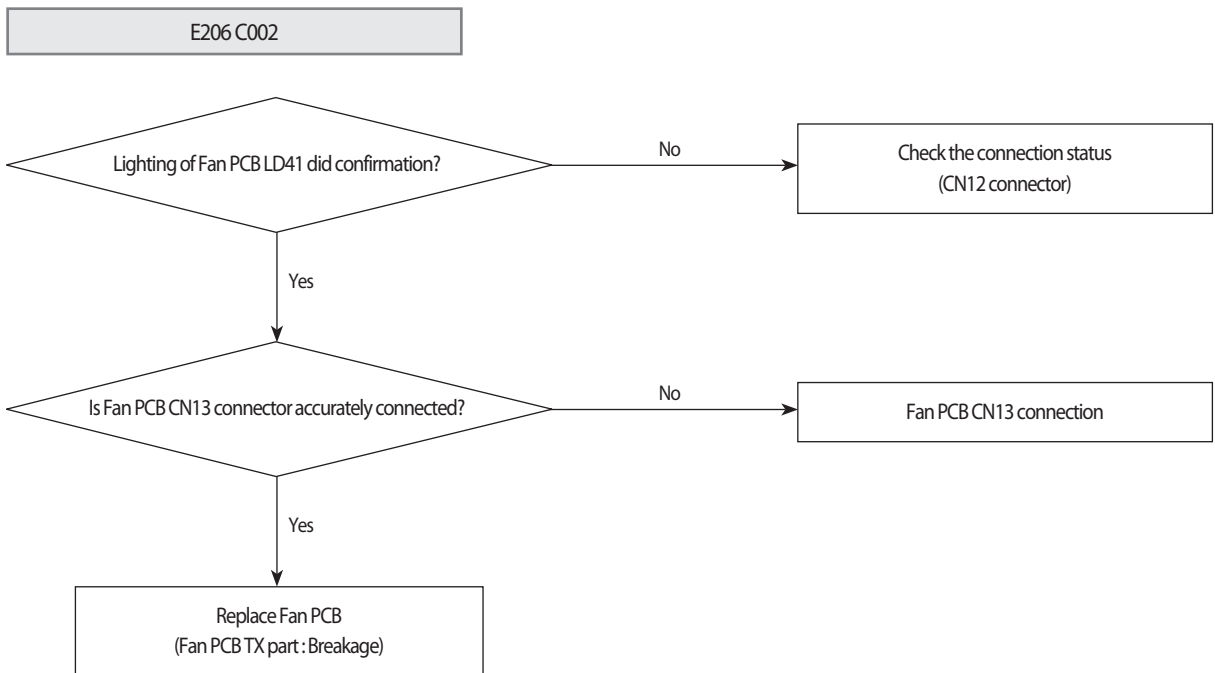 E206 C002
Lighting of Fan PCB LD41 did confirmation?
No
Check the connection status
(CN12 connector)
Yes
Is Fan PCB CN13 connector accurately connected?
No
Fan PCB CN13 connection
Yes
Replace Fan PCB
(Fan PCB TX part : Breakage)